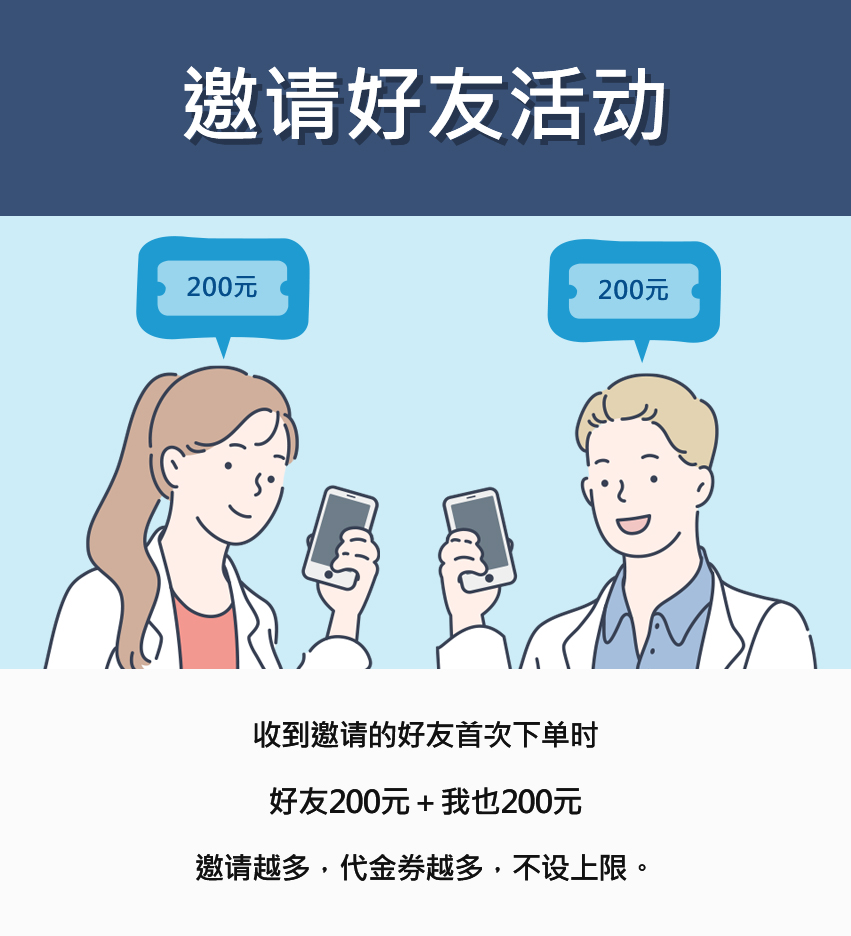 邀请好友活动
200元
200元
收到邀请的好友首次下单时
好友200元 + 我也200元
邀请越多，代金券越多，不设上限。